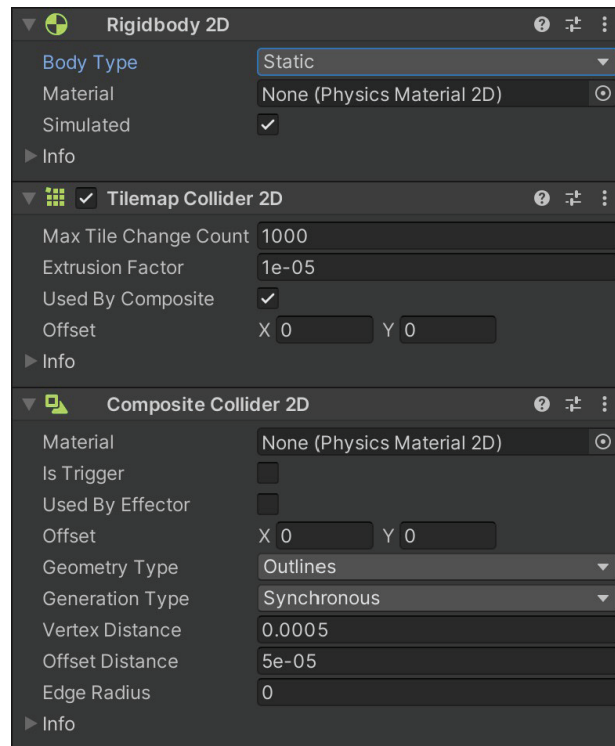 Rigidbody 2D
Body Type Static
Material None (Physics Material 2D)
Simulated
Info
Tilemap Collider 2D
Max Tile Change Count 1000
Extrusion Factor 1e-05
Used By Composite
Offset X 0 Y 0
Info
Composite Collider 2D
Material None (Physics Material 2D)
Is Trigger
Used By Effector
Offset X 0 Y 0
Geometry Type Outlines
Generation Type Synchronous
Vertex Distance 0.0005
Offset Distance 5e-05
Edge Radius 0
Info